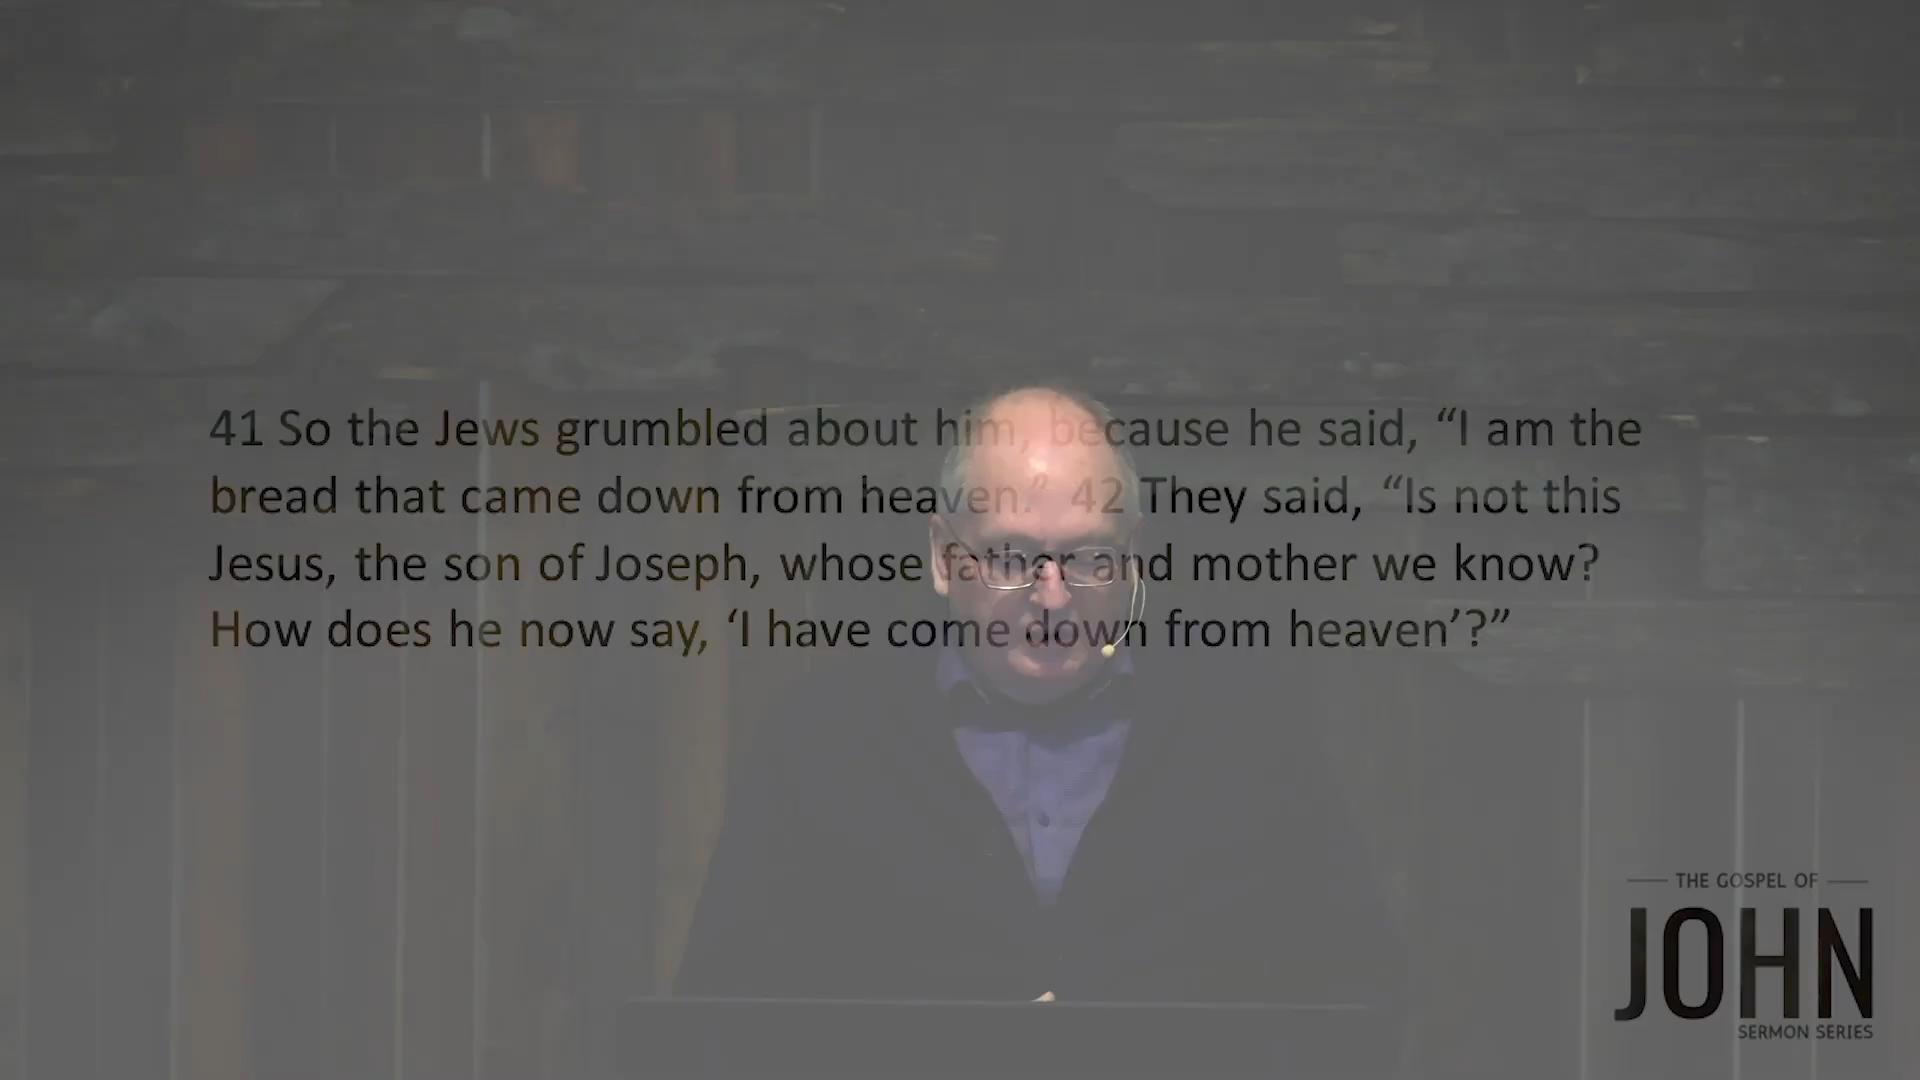 41 So the Jews grumbled about him, because he said, “I am the
bread that came down from heaven.” 42 They said, “Is not this
Jesus, the son of Joseph, whose father and mother we know?
How does he now say, ‘I have come down from heaven’?”
THE GOSPEL OF
JOHN
SERMON SERIES